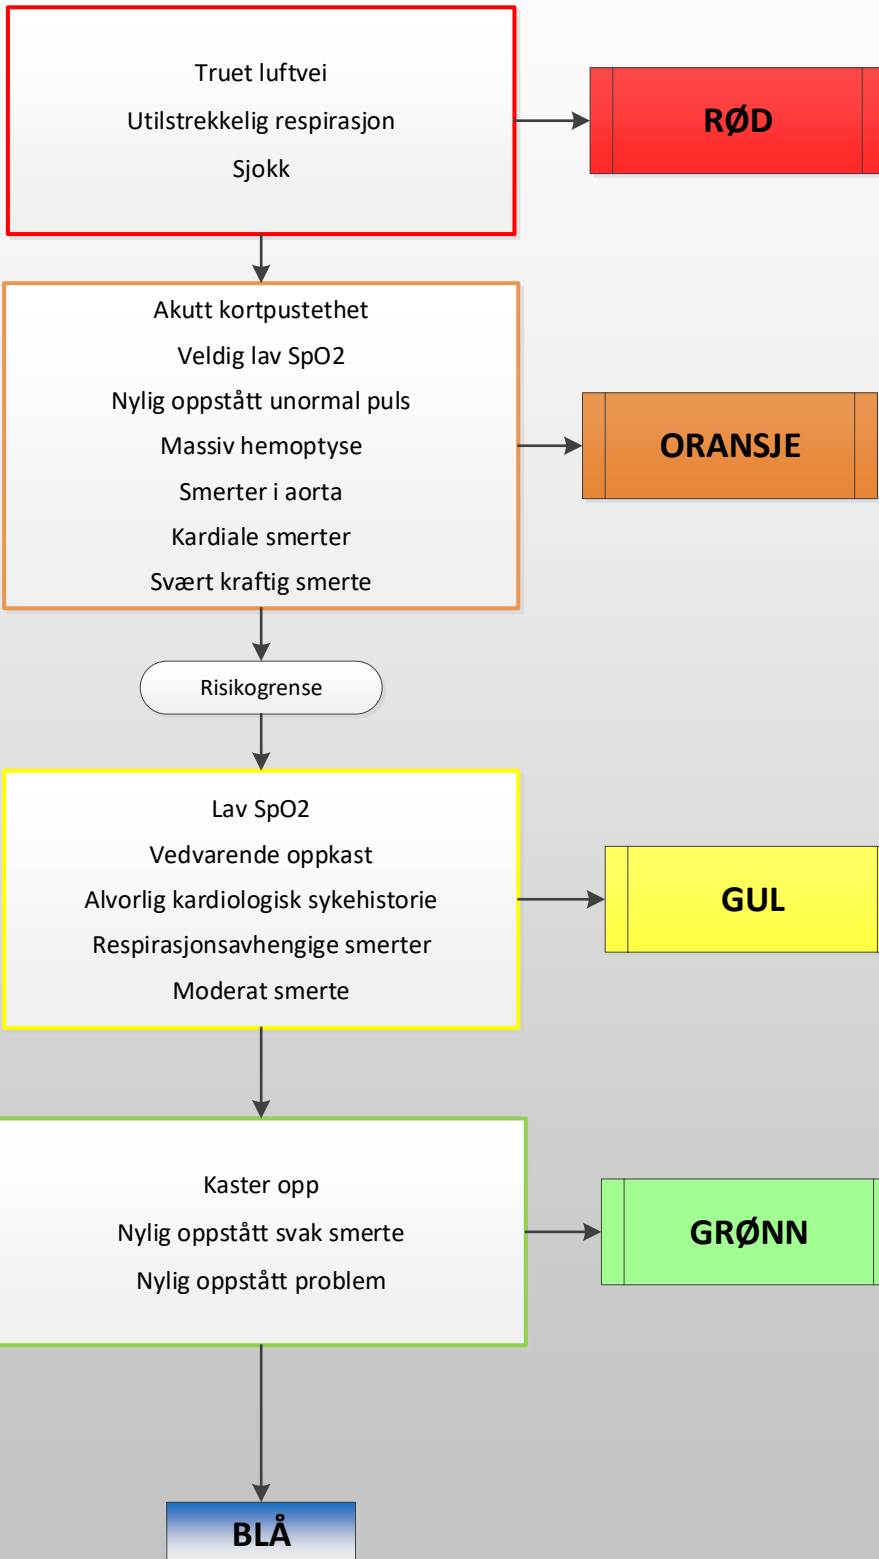 Truet luftvei
Utilstrekkelig respirasjon
Sjokk
RØD
Akutt kortpustethet
Veldig lav SpO2
Nylig oppstått unormal puls
Massiv hemoptyse
Smerter i aorta
Kardiale smerter
Svært kraftig smerte
ORANSJE
Risikogrense
Lav SpO2
Vedvarende oppkast
Alvorlig kardiologisk sykehistorie
Respirasjonsavhengige smerter
Moderat smerte
GUL
Kaster opp
Nylig oppstått svak smerte
Nylig oppstått problem
GRØNN
BLÅ